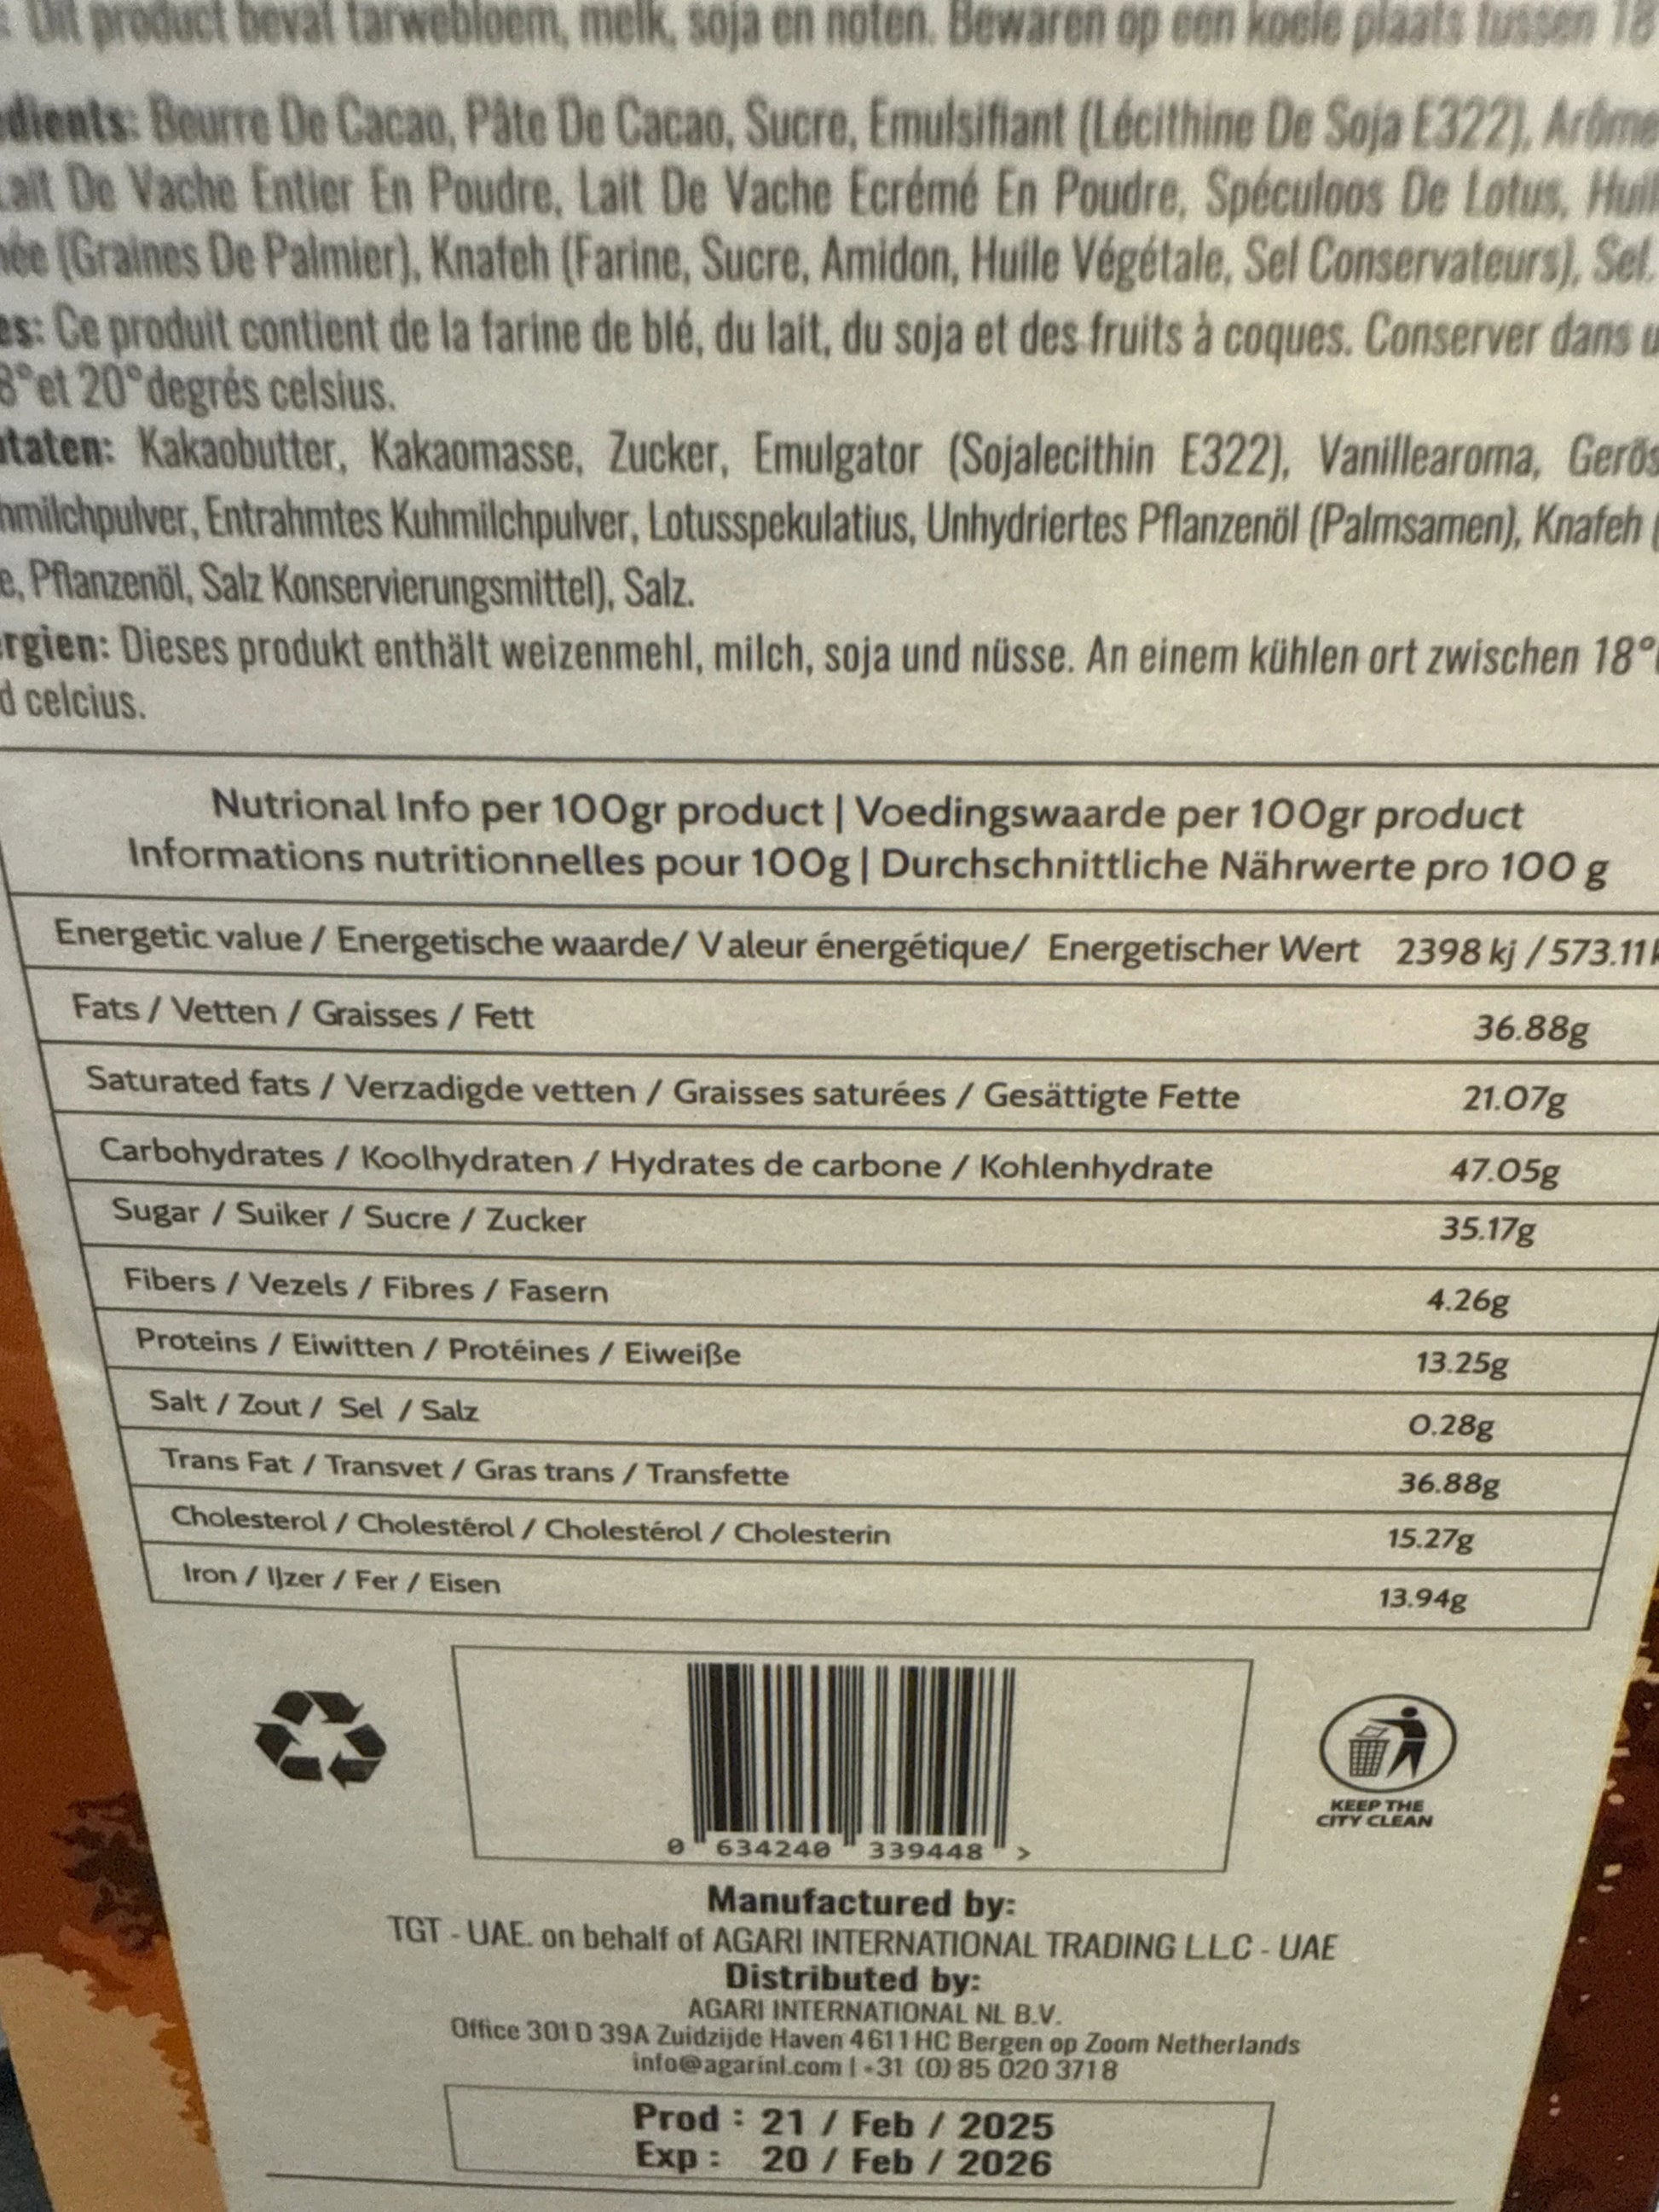 Dit product bevat tarwebloem, melk, soja en noten. Bewaren op een koele plaats tussen 18
dients: Beurre De Cacao, Pâte De Cacao, Sucre, Emulsifiant (Lécithine De Soja E322), Arôme
Lait De Vache Entier En Poudre, Lait De Vache Ecrémé En Poudre, Spéculoos De Lotus, Huil
née (Graines De Palmier), Knafeh (Farine, Sucre, Amidon, Huile Végétale, Sel Conservateurs), Sel.
es: Ce produit contient de la farine de blé, du lait, du soja et des fruits à coques. Conserver dans u
8° et 20° degrés celsius.
taten: Kakaobutter, Kakaomasse, Zucker, Emulgator (Sojalecithin E322), Vanillearoma, Gerös
hmilchpulver, Entrahmtes Kuhmilchpulver, Lotusspekulatius, Unhydriertes Pflanzenöl (Palmsamen), Knafeh (
e, Pflanzenöl, Salz Konservierungsmittel), Salz.
rgien: Dieses produkt enthält weizenmehl, milch, soja und nüsse. An einem kühlen ort zwischen 18°
d celcius.
Nutrional Info per 100gr product | Voedingswaarde per 100gr product
Informations nutritionnelles pour 100g | Durchschnittliche Nährwerte pro 100 g
Energetic value / Energetische waarde/ Valeur énergétique/ Energetischer Wert 2398 kj / 573.11k
Fats / Vetten / Graisses / Fett 36.88g
Saturated fats / Verzadigde vetten / Graisses saturées / Gesättigte Fette 21.07g
Carbohydrates / Koolhydraten / Hydrates de carbone / Kohlenhydrate 47.05g
Sugar / Suiker / Sucre / Zucker 35.17g
Fibers / Vezels / Fibres / Fasern 4.26g
Proteins / Eiwitten / Protéines / Eiweiße 13.25g
Salt / Zout / Sel / Salz 0.28g
Trans Fat / Transvet / Gras trans / Transfette 36.88g
Cholesterol / Cholestérol / Cholestérol / Cholesterin 15.27g
Iron / IJzer / Fer / Eisen 13.94g
0 634240 339448 >
KEEP THE
CITY CLEAN
Manufactured by:
TGT - UAE. on behalf of AGARI INTERNATIONAL TRADING LLC - UAE
Distributed by:
AGARI INTERNATIONAL NL B.V.
Office 301 D 39A Zuidzijde Haven 4611 HC Bergen op Zoom Netherlands
info@agarinl.com | +31 (0) 85 020 3718
Prod : 21 / Feb / 2025
Exp : 20 / Feb / 2026